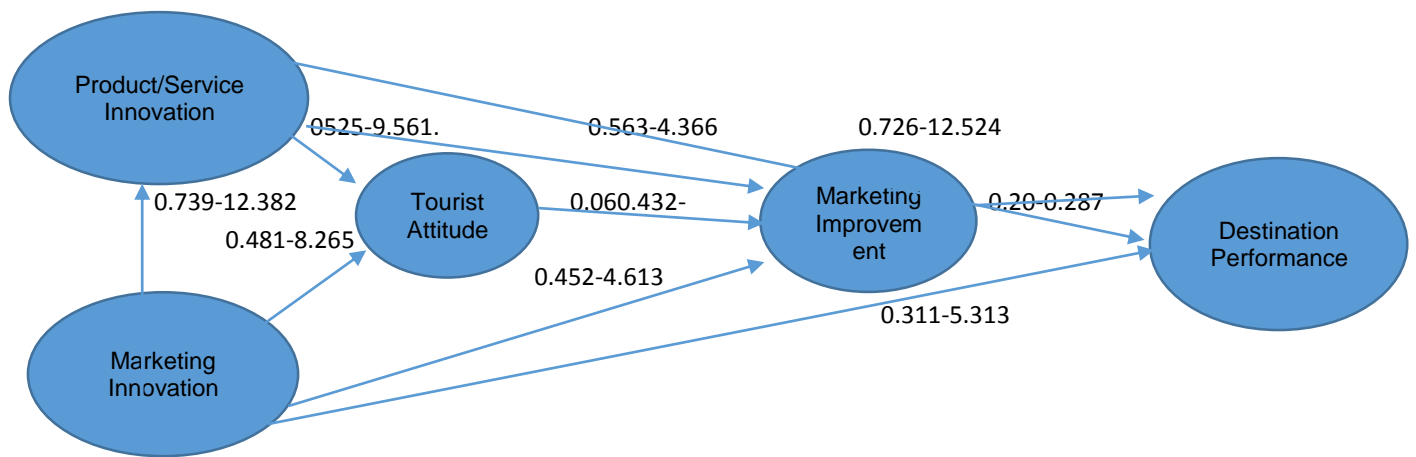 Product/Service
Innovation
0525-9.561.
0.563-4.366
0.726-12.524
Tourist
Attitude
0.739-12.382
0.481-8.265
0.060.432-
Marketing
Improvem
ent
0.20-0.287
Destination
Performance
0.452-4.613
0.311-5.313
Marketing
Innovation